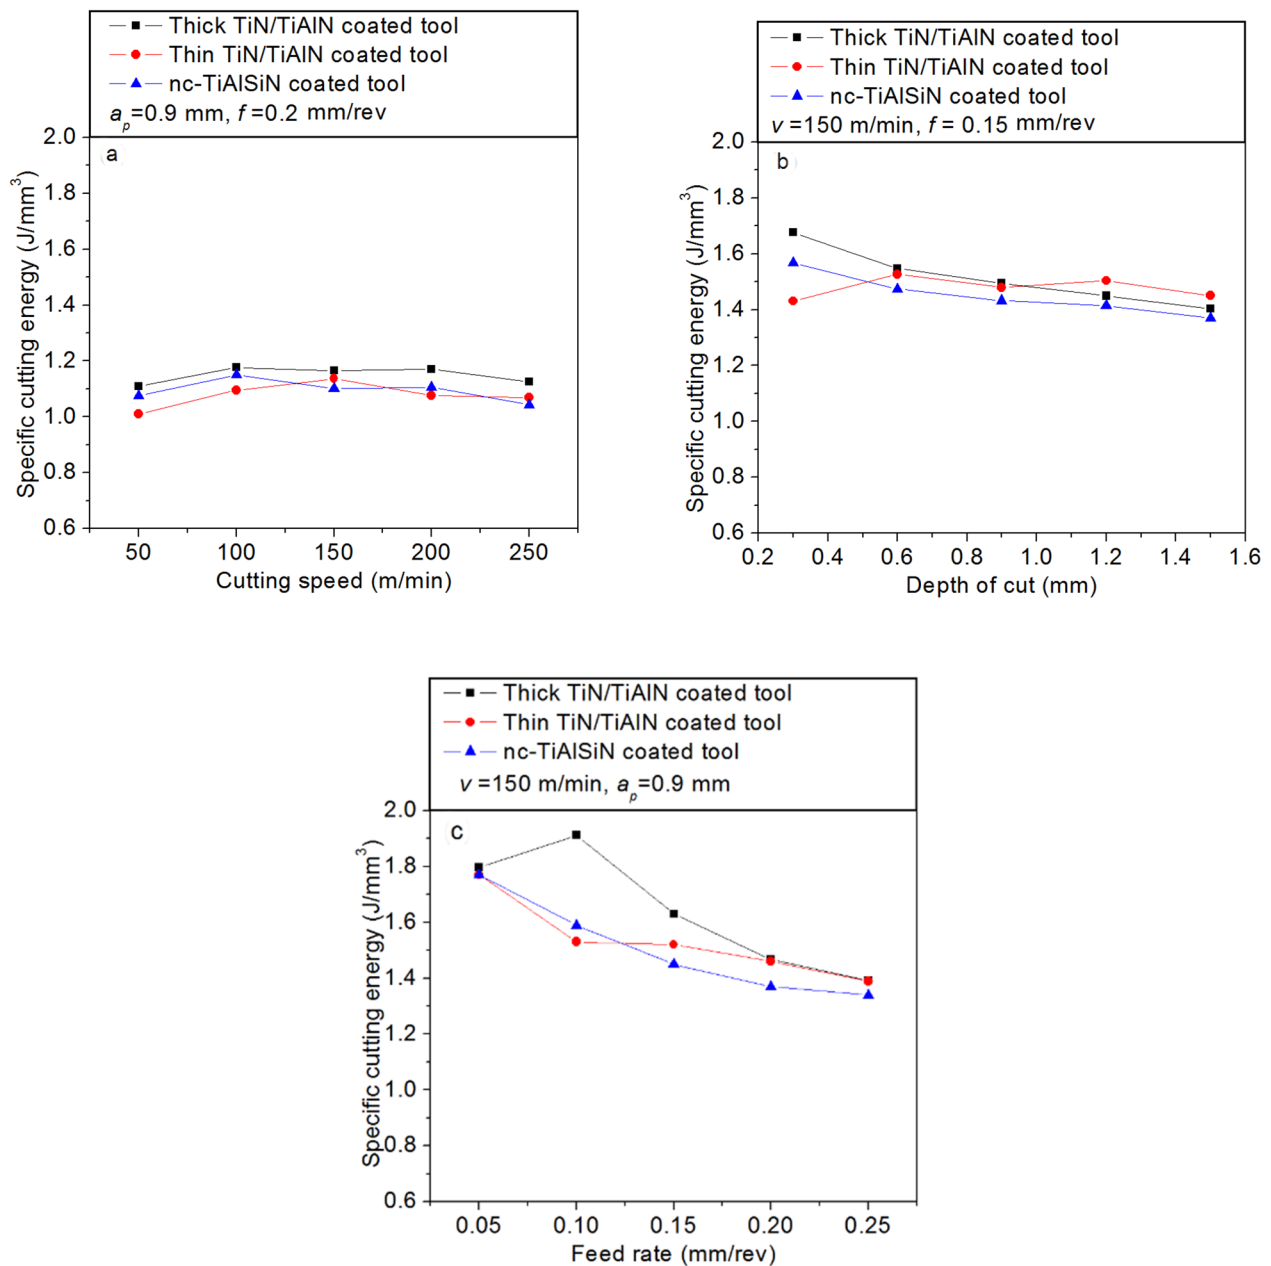 Thick TiN/TiAlN coated tool
Thin TiN/TiAlN coated tool
nc-TiAlSiN coated tool
ap=0.9 mm, f =0.2 mm/rev
a
2.0
1.8
1.6
1.4
1.2
1.0
0.8
0.6
Specific cutting energy (J/mm3)
50 100 150 200 250
Cutting speed (m/min)
Thick TiN/TiAlN coated tool
Thin TiN/TiAlN coated tool
nc-TiAlSiN coated tool
v =150 m/min, f = 0.15 mm/rev
b
2.0
1.8
1.6
1.4
1.2
1.0
0.8
0.6
Specific cutting energy (J/mm3)
0.2 0.4 0.6 0.8 1.0 1.2 1.4 1.6
Depth of cut (mm)
Thick TiN/TiAlN coated tool
Thin TiN/TiAlN coated tool
nc-TiAlSiN coated tool
v =150 m/min, ap=0.9 mm
c
2.0
1.8
1.6
1.4
1.2
1.0
0.8
0.6
Specific cutting energy (J/mm3)
0.05 0.10 0.15 0.20 0.25
Feed rate (mm/rev)